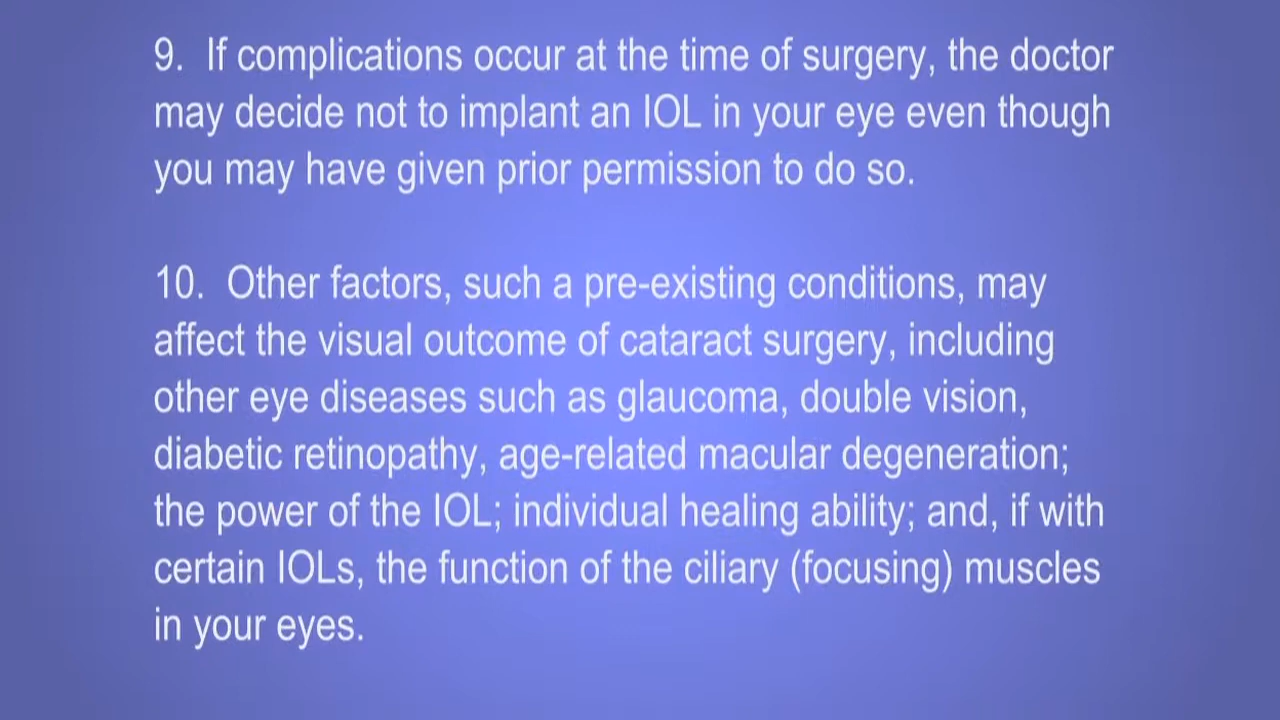 9.  If complications occur at the time of surgery, the doctor
may decide not to implant an IOL in your eye even though
you may have given prior permission to do so.
10.  Other factors, such a pre-existing conditions, may
affect the visual outcome of cataract surgery, including
other eye diseases such as glaucoma, double vision,
diabetic retinopathy, age-related macular degeneration;
the power of the IOL; individual healing ability; and, if with
certain IOLs, the function of the ciliary (focusing) muscles
in your eyes.